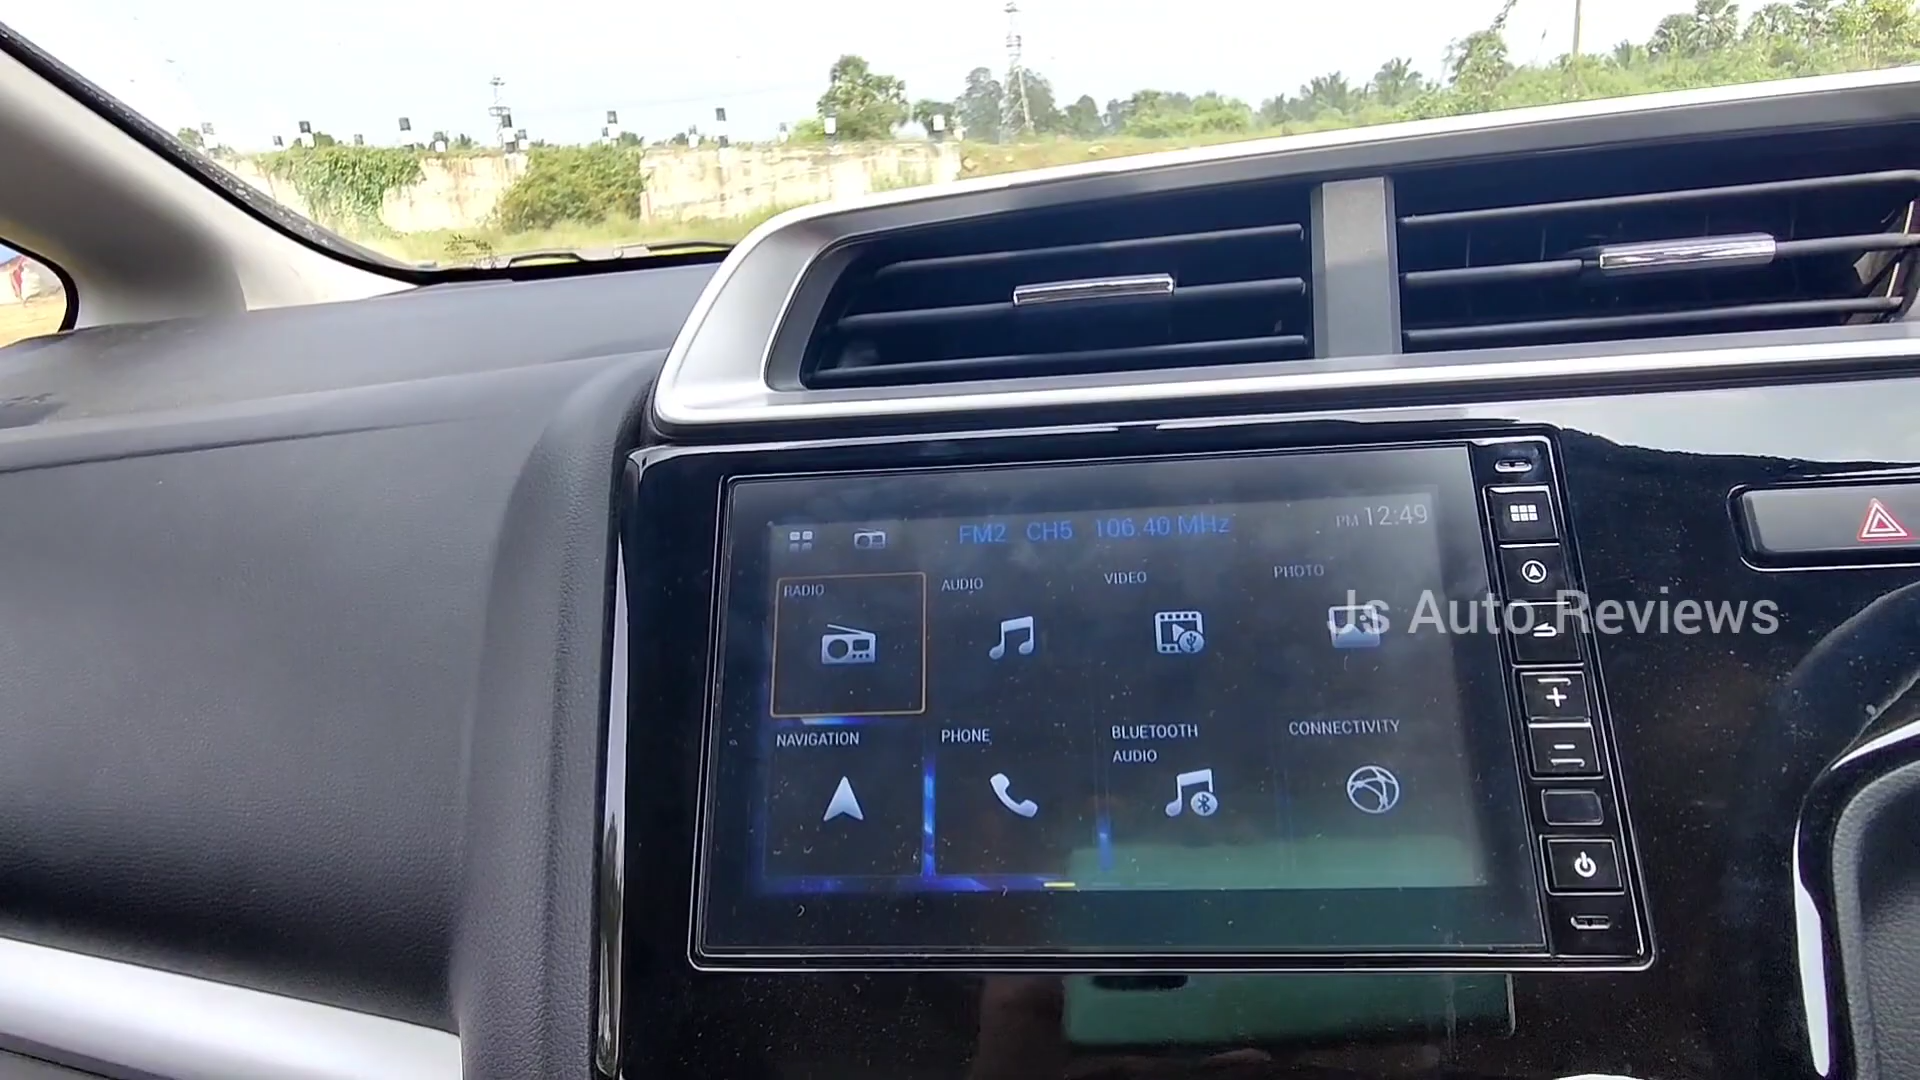 FM2 CH5 106.40 MHz
PM 12:49
RADIO
AUDIO
VIDEO
PHOTO
Js Auto Reviews
NAVIGATION
PHONE
BLUETOOTH
AUDIO
CONNECTIVITY